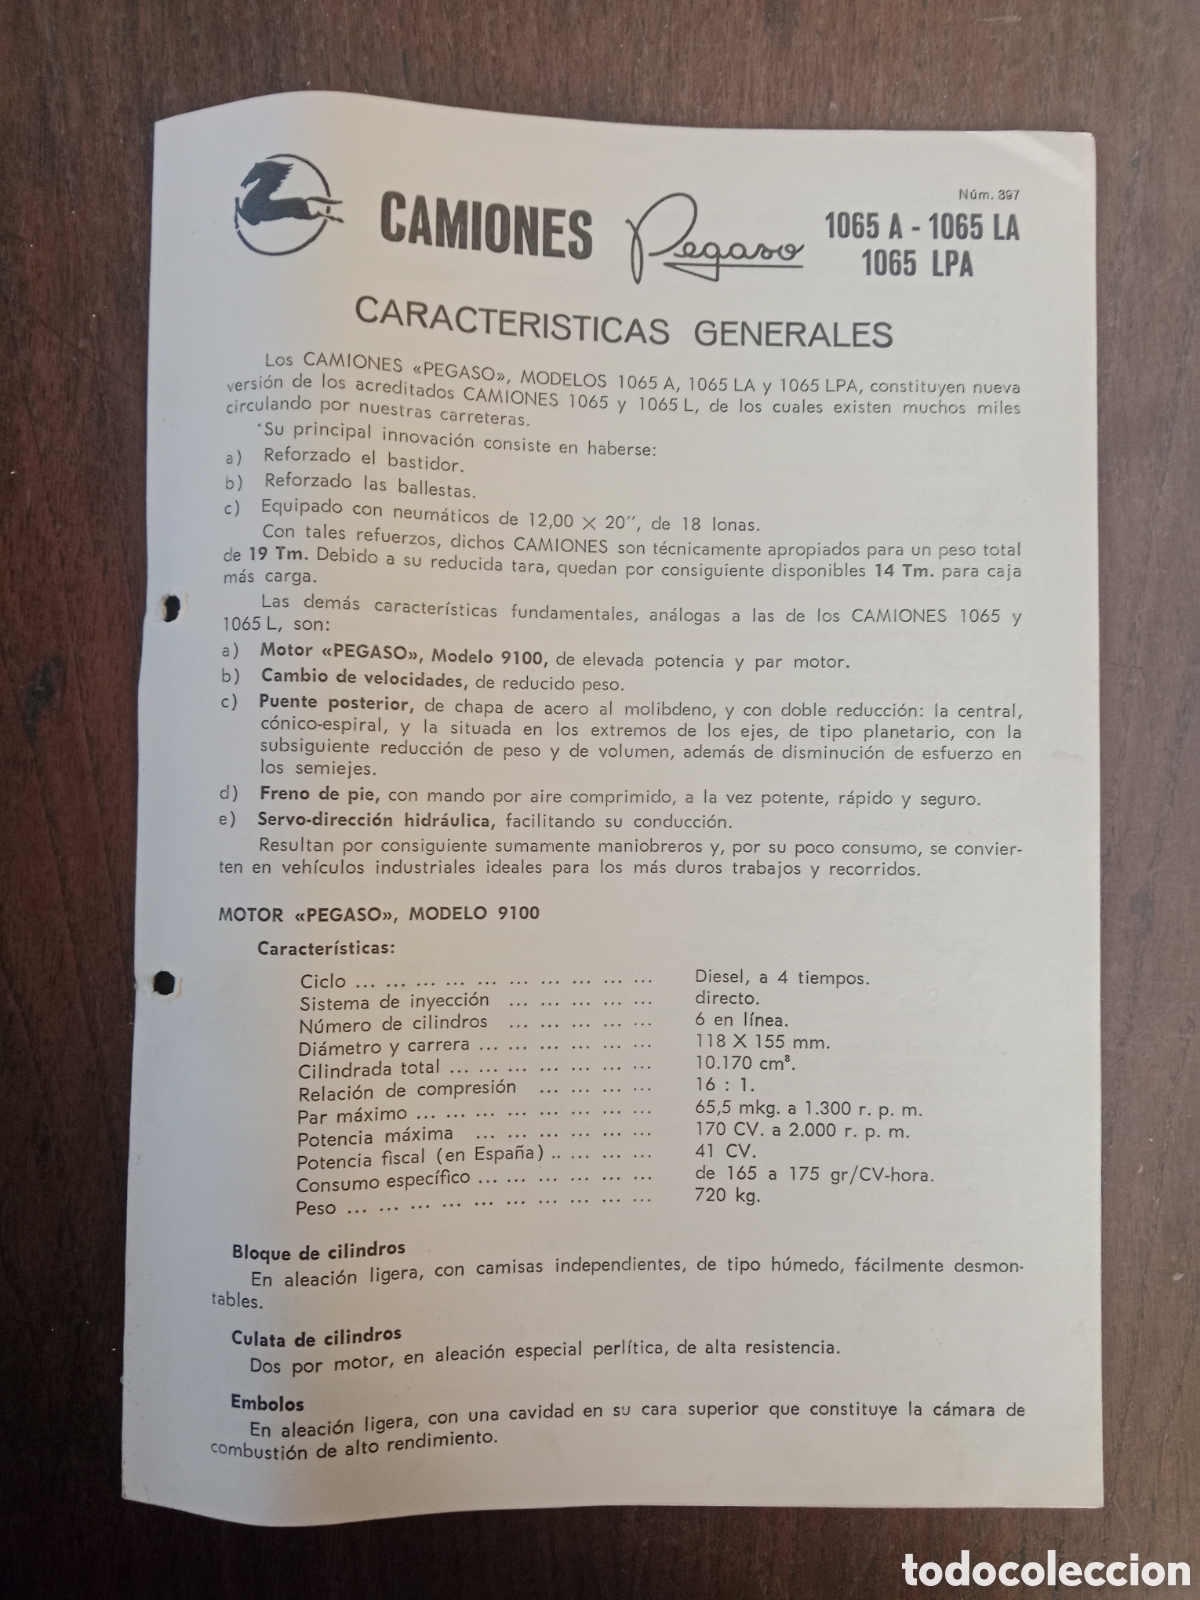 Núm. 397
CAMIONES Pegaso 1065 A - 1065 LA
1065 LPA
CARACTERISTICAS GENERALES
Los CAMIONES «PEGASO», MODELOS 1065 A, 1065 LA y 1065 LPA, constituyen nueva
versión de los acreditados CAMIONES 1065 y 1065 L, de los cuales existen muchos miles
circulando por nuestras carreteras.
Su principal innovación consiste en haberse:
a) Reforzado el bastidor.
b) Reforzado las ballestas.
c) Equipado con neumáticos de 12,00 X 20", de 18 lonas.
Con tales refuerzos, dichos CAMIONES son técnicamente apropiados para un peso total
de 19 Tm. Debido a su reducida tara, quedan por consiguiente disponibles 14 Tm. para caja
más carga.
Las demás características fundamentales, análogas a las de los CAMIONES 1065 y
1065 L, son:
a) Motor «PEGASO», Modelo 9100, de elevada potencia y par motor.
b) Cambio de velocidades, de reducido peso.
c) Puente posterior, de chapa de acero al molibdeno, y con doble reducción: la central,
cónico-espiral, y la situada en los extremos de los ejes, de tipo planetario, con la
subsiguiente reducción de peso y de volumen, además de disminución de esfuerzo en
los semiejes.
d) Freno de pie, con mando por aire comprimido, a la vez potente, rápido y seguro.
e) Servo-dirección hidráulica, facilitando su conducción.
Resultan por consiguiente sumamente maniobreros y, por su poco consumo, se convier-
ten en vehículos industriales ideales para los más duros trabajos y recorridos.
MOTOR «PEGASO», MODELO 9100
Características:
Ciclo ... ... ... ... ... ... ... ... ... ... Diesel, a 4 tiempos.
Sistema de inyección ... ... ... ... ... directo.
Número de cilindros ... ... ... ... ... 6 en línea.
Diámetro y carrera ... ... ... ... ... ... 118 X 155 mm.
Cilindrada total ... ... ... ... ... ... ... 10.170 cm³.
Relación de compresión ... ... ... ... 16 : 1.
Par máximo ... ... ... ... ... ... ... ... 65,5 mkg. a 1.300 r. p. m.
Potencia máxima ... ... ... ... ... ... 170 CV. a 2.000 r. p. m.
Potencia fiscal (en España) .. ... ... ... 41 CV.
Consumo específico ... ... ... ... ... ... de 165 a 175 gr/CV-hora.
Peso ... ... ... ... ... ... ... ... ... ... 720 kg.
Bloque de cilindros
En aleación ligera, con camisas independientes, de tipo húmedo, fácilmente desmon-
tables.
Culata de cilindros
Dos por motor, en aleación especial perlítica, de alta resistencia.
Embolos
En aleación ligera, con una cavidad en su cara superior que constituye la cámara de
combustión de alto rendimiento.
todocoleccion